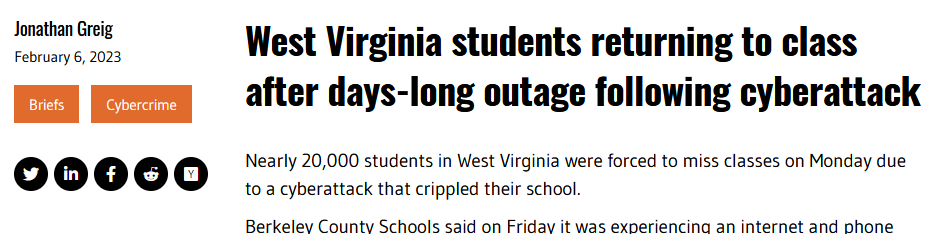 Jonathan Greig
February 6, 2023
Briefs
Cybercrime
Y
West Virginia students returning to class
after days-long outage following cyberattack
Nearly 20,000 students in West Virginia were forced to miss classes on Monday due
to a cyberattack that crippled their school.
Berkeley County Schools said on Friday it was experiencing an internet and phone